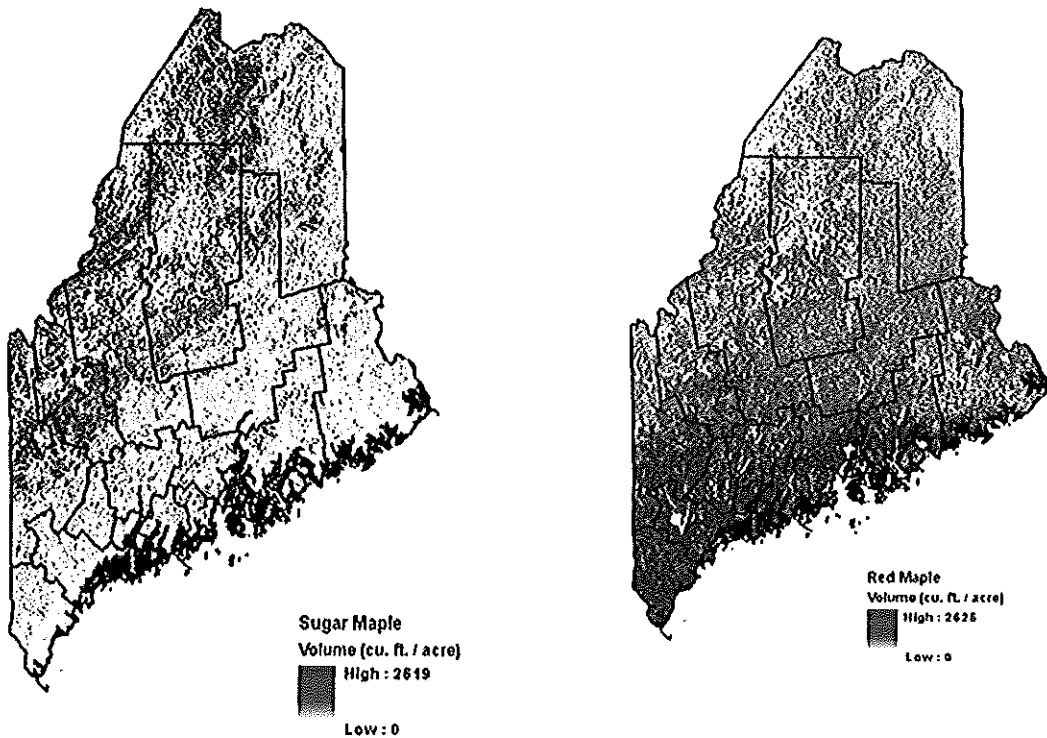 Sugar Maple
Volume (cu. ft. / acre)
High : 2619
Low : 0
Red Maple
Volume (cu. ft. / acre)
High : 2625
Low : 0